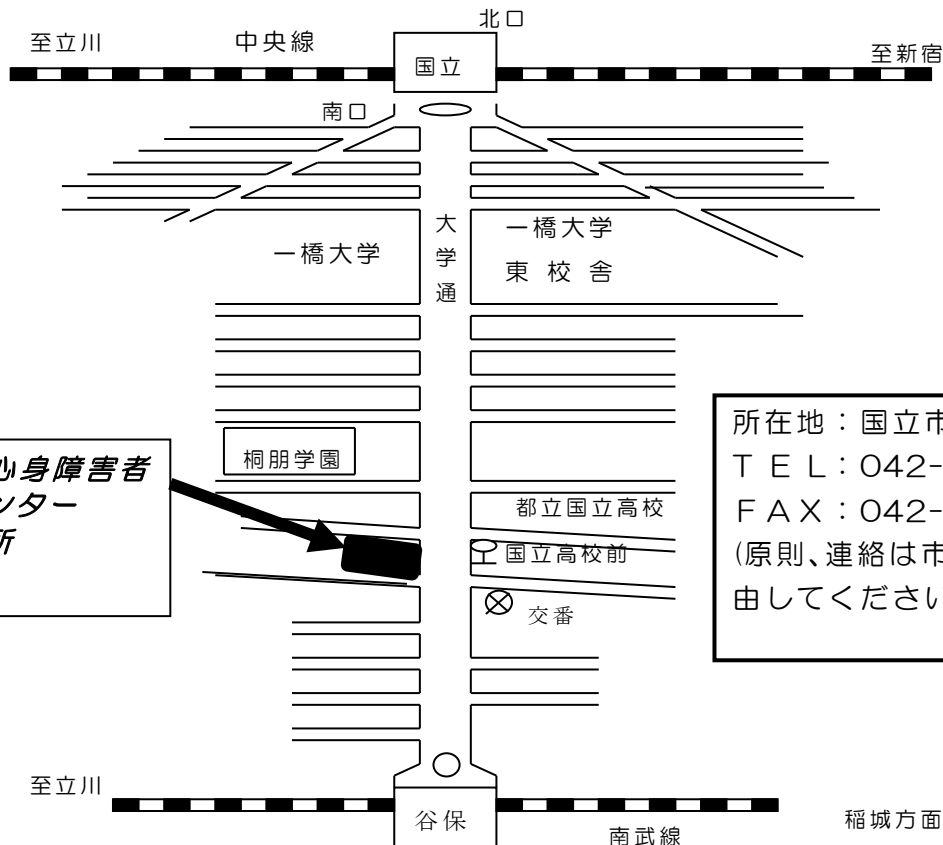 北口
至立川
中央線
国立
至新宿
南口
大学通
一橋大学
一橋大学
東校舎
桐朋学園
心身障害者
ンター
所
都立国立高校
国立高校前
交番
所在地：国立市
ＴＥＬ：042-
ＦＡＸ：042-
(原則、連絡は市
由してください
至立川
谷保
南武線
稲城方面